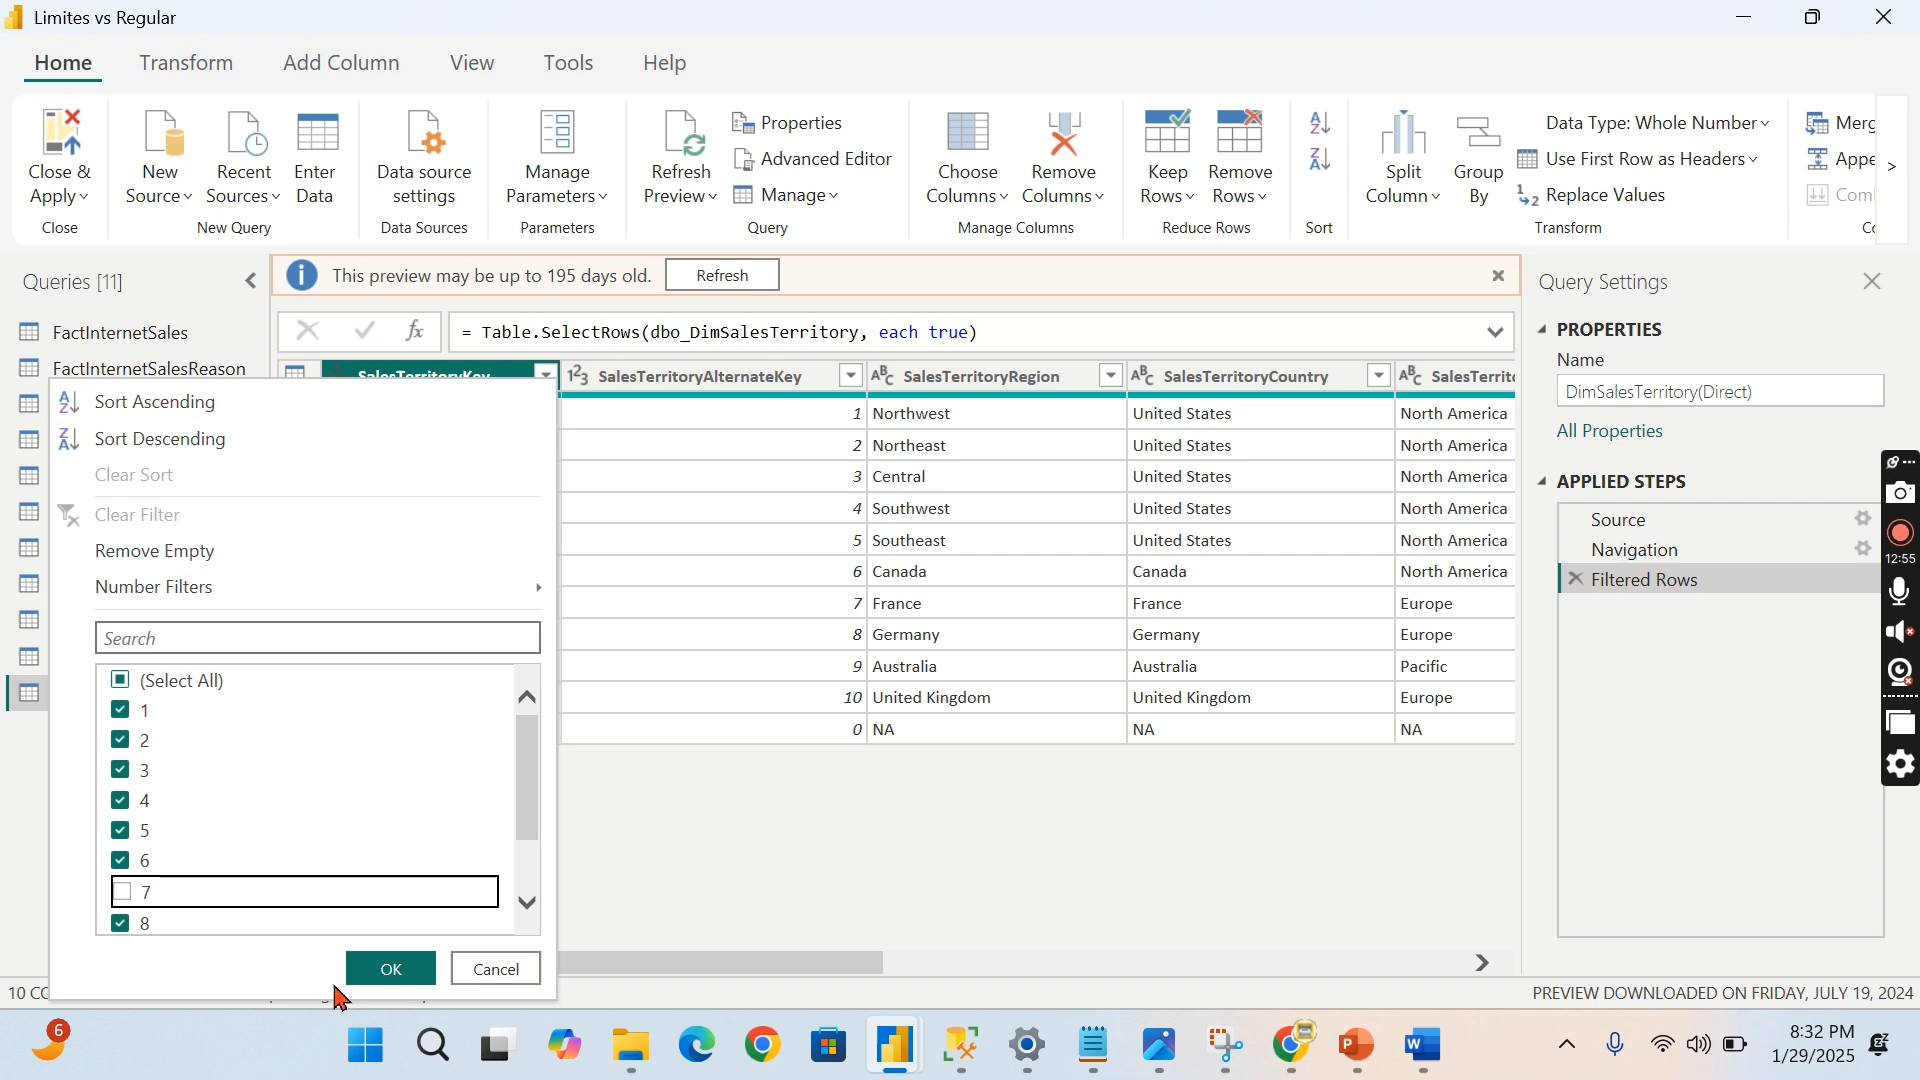 Limites vs Regular
Home Transform Add Column View Tools Help
Close & Apply
Close
New Source
Recent Sources
Enter Data
New Query
Data source settings
Data Sources
Manage Parameters
Parameters
Refresh Preview
Properties
Advanced Editor
Manage
Query
Choose Columns
Remove Columns
Manage Columns
Keep Rows
Remove Rows
Reduce Rows
Sort
Split Column
Group By
Data Type: Whole Number
Use First Row as Headers
Replace Values
Transform
Queries [11]
This preview may be up to 195 days old. Refresh
FactInternetSales
FactInternetSalesReason
= Table.SelectRows(dbo_DimSalesTerritory, each true)
SalesTerritoryKey 123 SalesTerritoryAlternateKey ABC SalesTerritoryRegion ABC SalesTerritoryCountry ABC
1 Northwest United States North America
2 Northeast United States North America
3 Central United States North America
4 Southwest United States North America
5 Southeast United States North America
6 Canada Canada North America
7 France France Europe
8 Germany Germany Europe
9 Australia Australia Pacific
10 United Kingdom United Kingdom Europe
0 NA NA NA
Sort Ascending
Sort Descending
Clear Sort
Clear Filter
Remove Empty
Number Filters
Search
(Select All)
1
2
3
4
5
6
7
8
OK Cancel
Query Settings
PROPERTIES
Name
DimSalesTerritory(Direct)
All Properties
APPLIED STEPS
Source
Navigation
Filtered Rows
12:55
PREVIEW DOWNLOADED ON FRIDAY, JULY 19, 2024
6
8:32 PM
1/29/2025